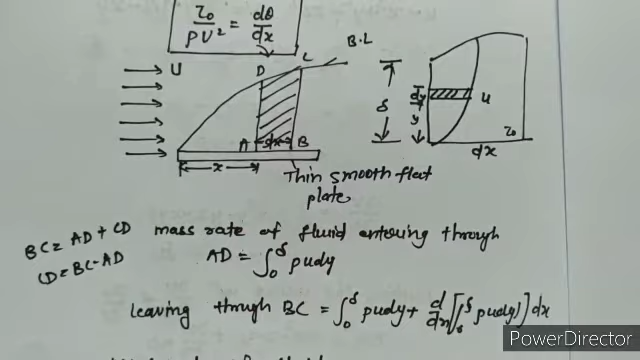 τ₀/ρU² = dθ/dx
U
D
C
B.L
A
dx
B
x
Thin smooth flat
plate
δ
dy
y
u
τ₀
dx
BC = AD + CD
CD = BC - AD
mass rate of fluid entering through
AD = ∫₀^δ ρudy
leaving through BC = ∫₀^δ ρudy + d/dx[∫₀^δ ρudy]dx
PowerDirector